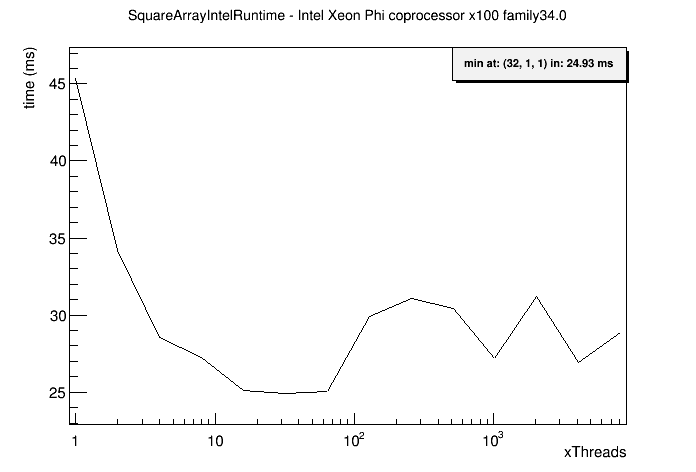 SquareArrayIntelRuntime - Intel Xeon Phi coprocessor x100 family34.0
time (ms)
min at: (32, 1, 1) in: 24.93 ms
45
40
35
30
25
1
10
10²
10³
xThreads